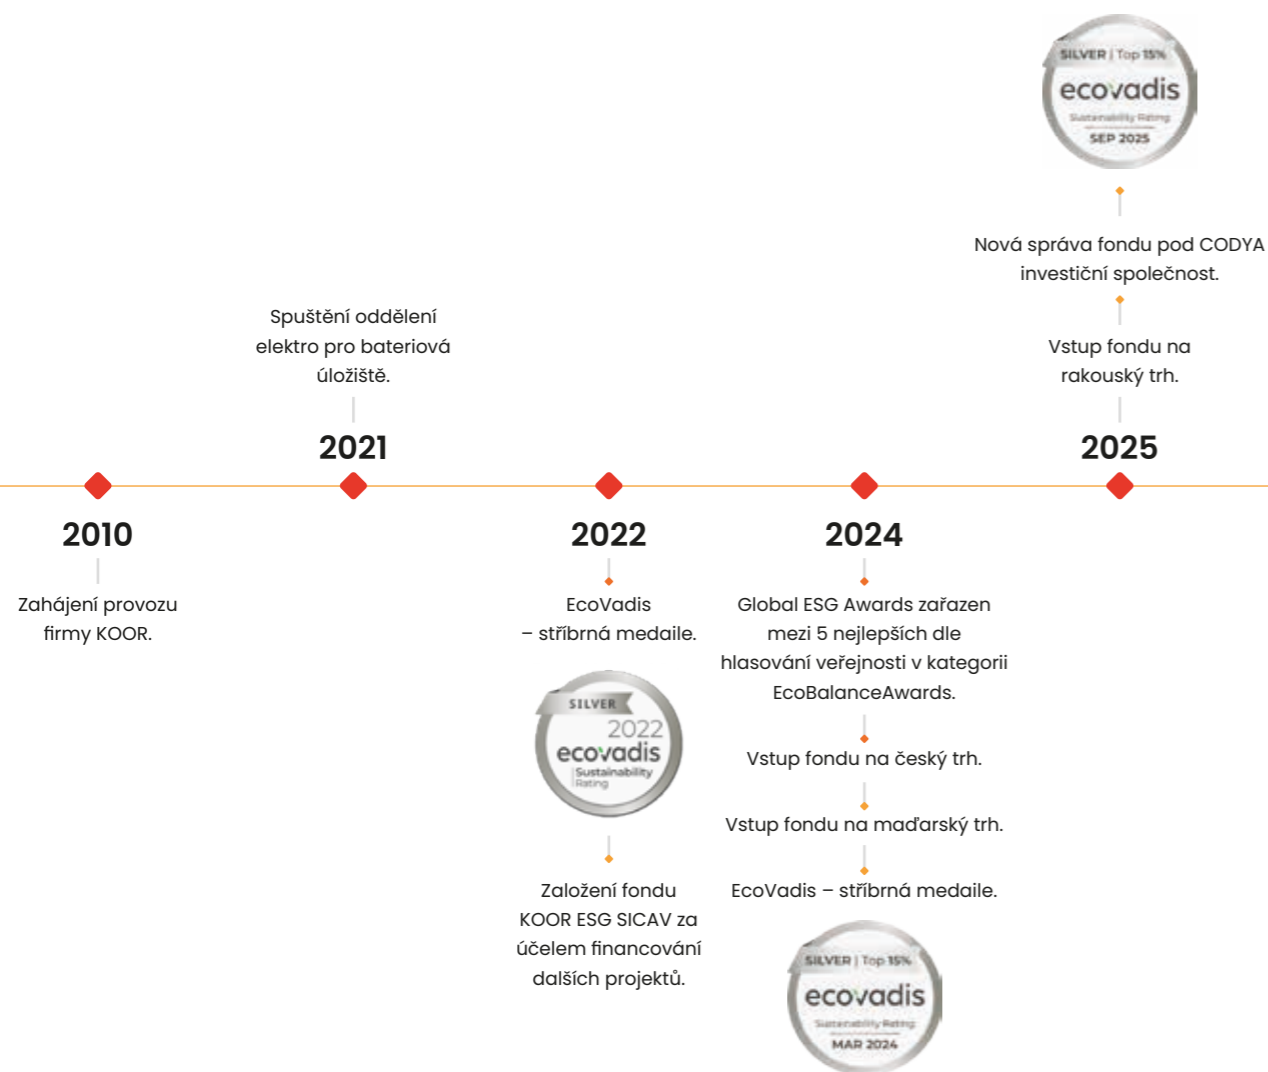 SILVER | Top 15%
ecovadis
Sustainability Rating
SEP 2025
Nová správa fondu pod CODYA
investiční společnost.
Vstup fondu na
rakouský trh.
2025
Spuštění oddělení
elektro pro bateriová
úložiště.
2021
2010
Zahájení provozu
firmy KOOR.
2022
EcoVadis
– stříbrná medaile.
SILVER
2022
ecovadis
Sustainability
Rating
Založení fondu
KOOR ESG SICAV za
účelem financování
dalších projektů.
2024
Global ESG Awards zařazen
mezi 5 nejlepších dle
hlasování veřejnosti v kategorii
EcoBalanceAwards.
Vstup fondu na český trh.
Vstup fondu na maďarský trh.
EcoVadis – stříbrná medaile.
SILVER | Top 15%
ecovadis
Sustainability Rating
MAR 2024